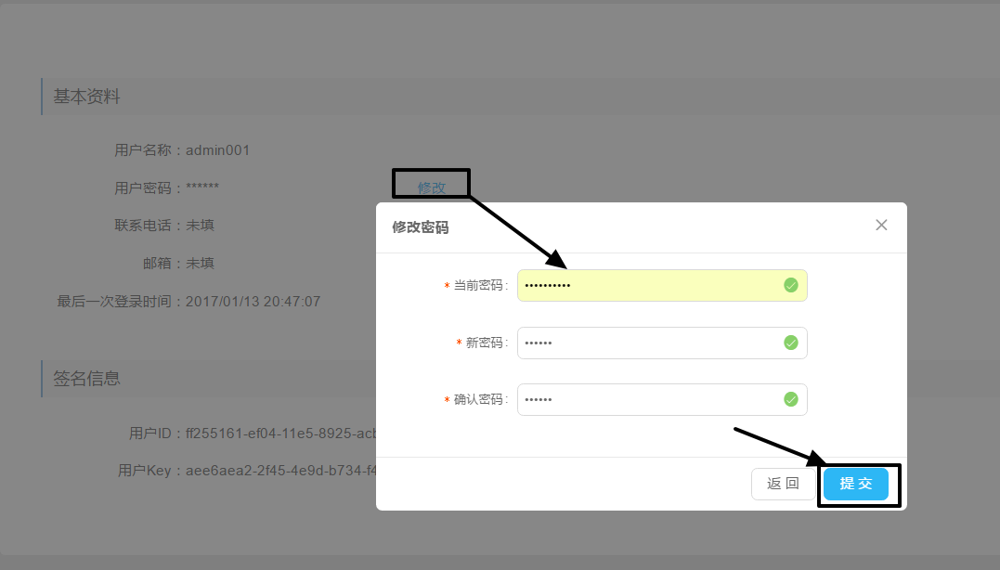 基本资料
用户名称：admin001
用户密码：******
修改
联系电话：未填
邮箱：未填
最后一次登录时间：2017/01/13 20:47:07
签名信息
用户ID：ff255161-ef04-11e5-8925-act
用户Key：aee6aea2-2f45-4e9d-b734-f4
修改密码
* 当前密码: ••••••••••
* 新密码: ••••••
* 确认密码: ••••••
返 回
提 交